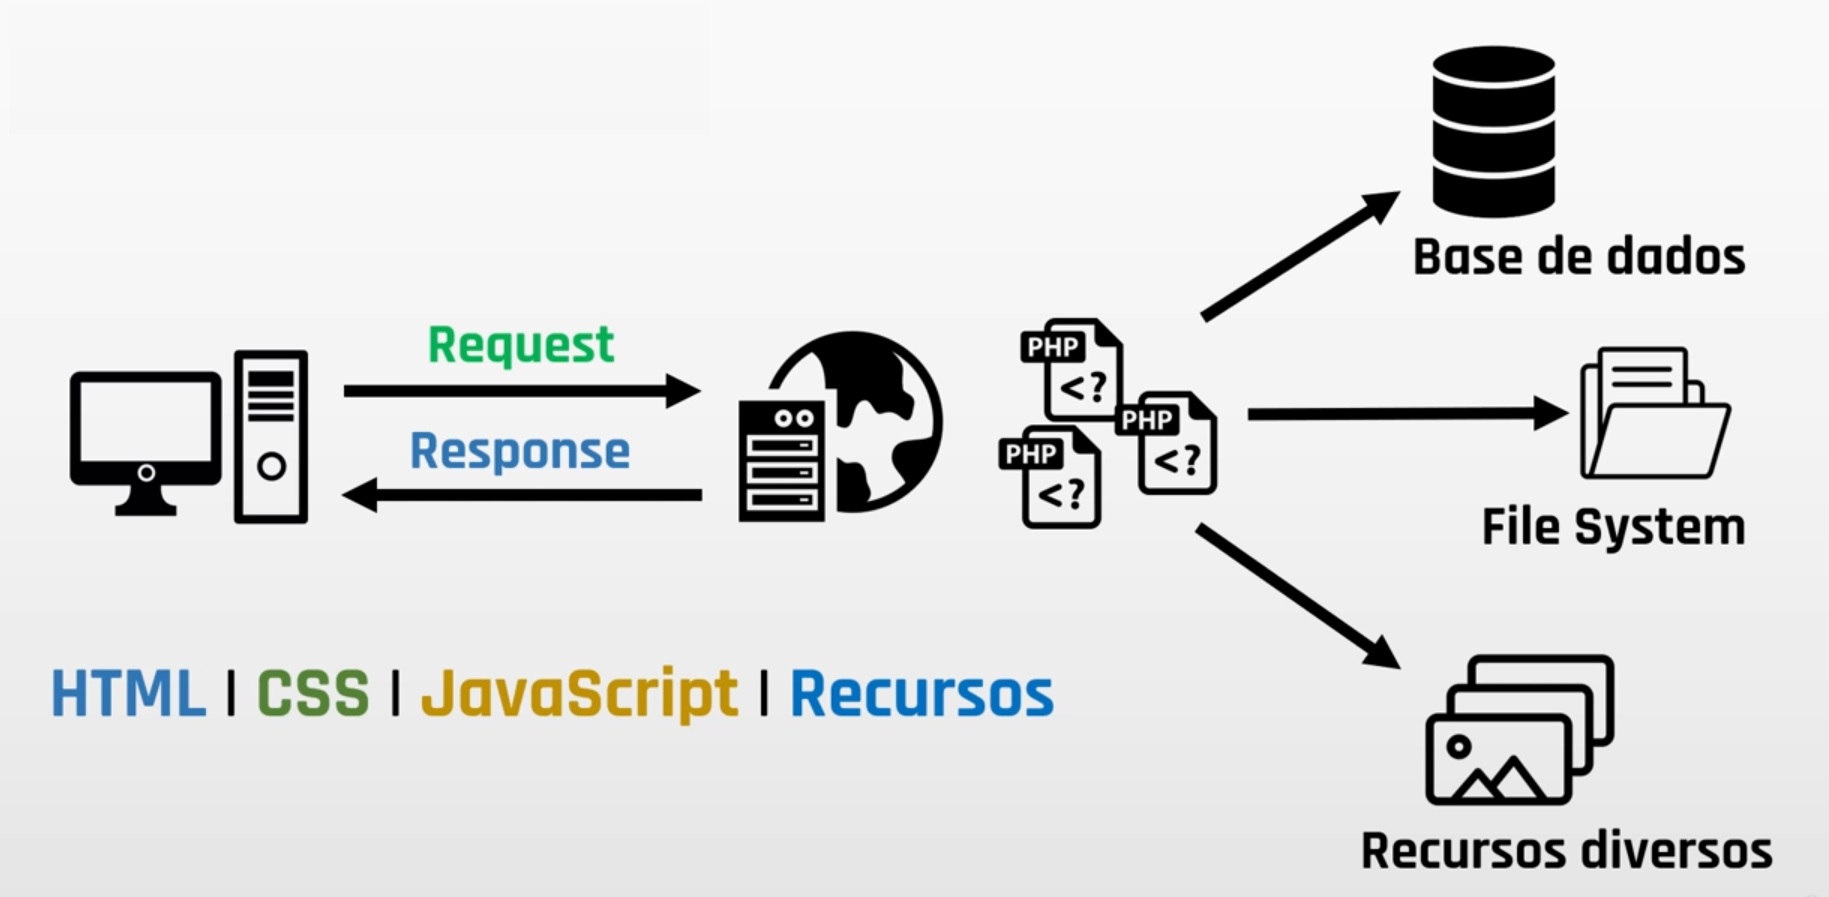 Base de dados
Request
Response
PHP
<?
PHP
<?
PHP
<?
File System
HTML | CSS | JavaScript | Recursos
Recursos diversos